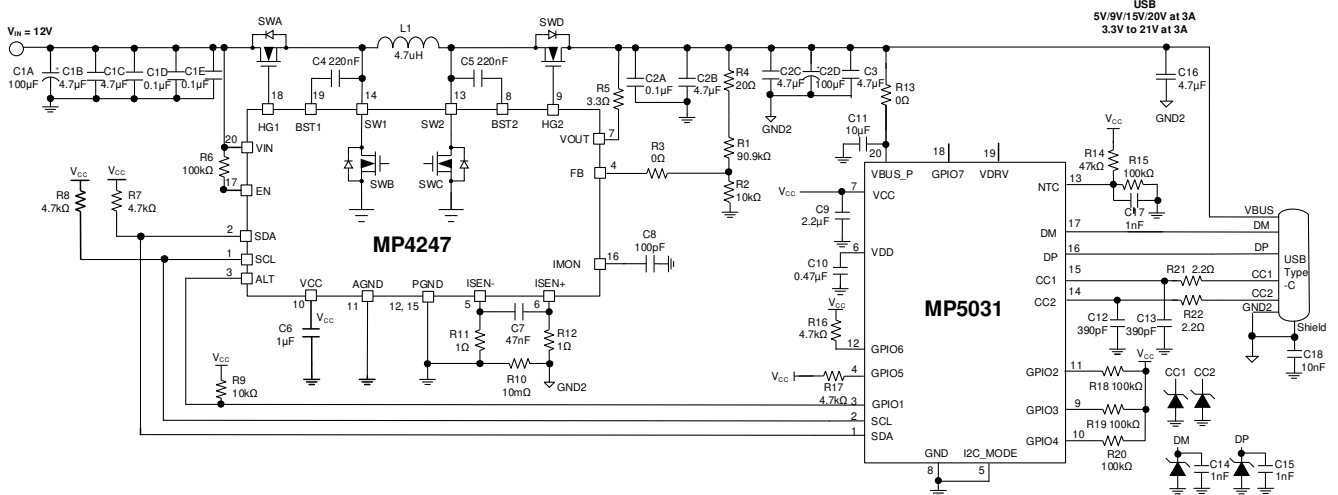 USB
5V/9V/15V/20V at 3A
3.3V to 21V at 3A
VIN = 12V
C1A
100µF
C1B
4.7µF
C1C
4.7µF
C1D
0.1µF
C1E
0.1µF
SWA
L1
4.7uH
SWD
C4 220nF
C5 220nF
18
19
14
13
8
9
HG1
BST1
SW1
SW2
BST2
HG2
R5
3.3Ω
C2A
0.1µF
C2B
4.7µF
R4
20Ω
C2C
4.7µF
C2D
100µF
C3
4.7µF
GND2
R13
0Ω
C16
4.7µF
GND2
20
VIN
R6
100kΩ
17
EN
SWB
SWC
VOUT
7
FB
4
R3
0Ω
R1
90.9kΩ
R2
10kΩ
C11
10µF
20
18
19
VBUS_P
GPIO7
VDRV
VCC
R14
47kΩ
R15
100kΩ
NTC
13
C17
1nF
VCC
R8
4.7kΩ
VCC
R7
4.7kΩ
2
SDA
1
SCL
3
ALT
MP4247
IMON
16
C8
100pF
VCC
7
VCC
C9
2.2µF
6
VDD
C10
0.47µF
DM
17
DP
16
CC1
15
CC2
14
R21 2.2Ω
R22
2.2Ω
C12
390pF
C13
390pF
VBUS
DM
DP
CC1
CC2
GND2
USB
Type
-C
Shield
C18
10nF
MP5031
VCC
10
VCC
C6
1µF
AGND
11
PGND
12, 15
ISEN-
5
ISEN+
6
C7
47nF
R11
1Ω
R12
1Ω
R10
10mΩ
GND2
VCC
R16
4.7kΩ
12
GPIO6
VCC
4
GPIO5
R17
4.7kΩ
3
GPIO1
2
SCL
1
SDA
VCC
R9
10kΩ
GPIO2
11
R18 100kΩ
GPIO3
9
R19 100kΩ
GPIO4
10
R20
100kΩ
VCC
CC1
CC2
GND
8
I2C_MODE
5
DM
C14
1nF
DP
C15
1nF